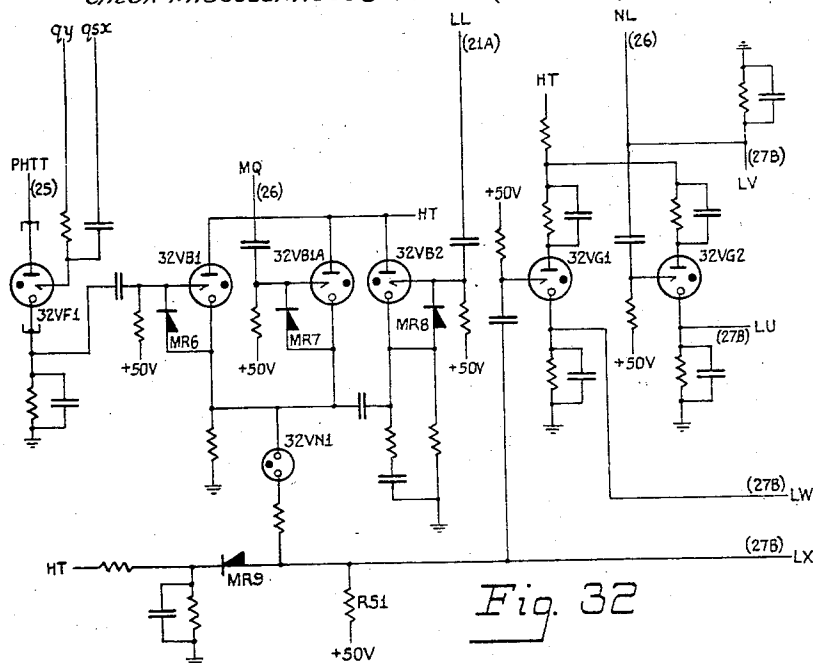 qy qsx
LL
(21A)
NL
(26)
HT
PHTT
(25)
MQ
(26)
(27B)
LV
+50V
HT
32VB1
32VB1A
32VB2
32VG1
32VG2
32VF1
MR6
MR7
MR8
+50V
+50V
+50V
+50V
LU
(27B)
32VN1
(27B)
LW
HT
MR9
(27B)
LX
R51
+50V
Fig. 32